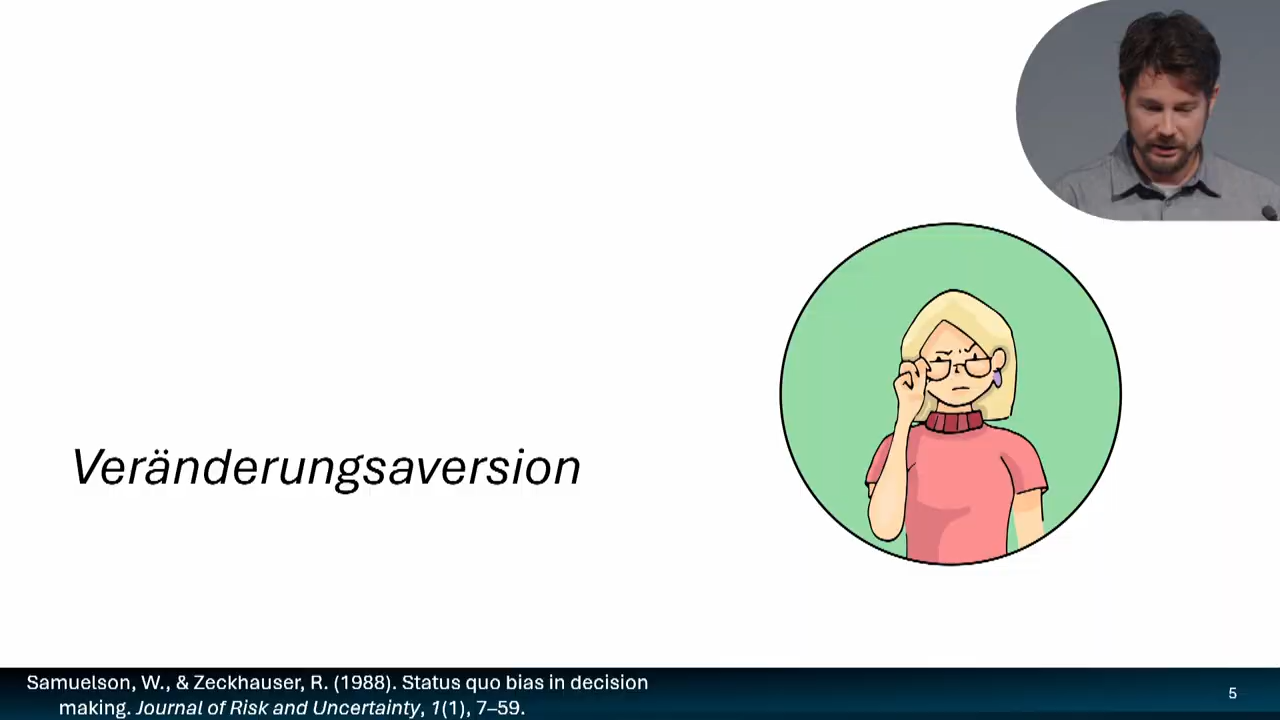 Veränderungsaversion
Samuelson, W., & Zeckhauser, R. (1988). Status quo bias in decision
making. Journal of Risk and Uncertainty, 1(1), 7–59.
5